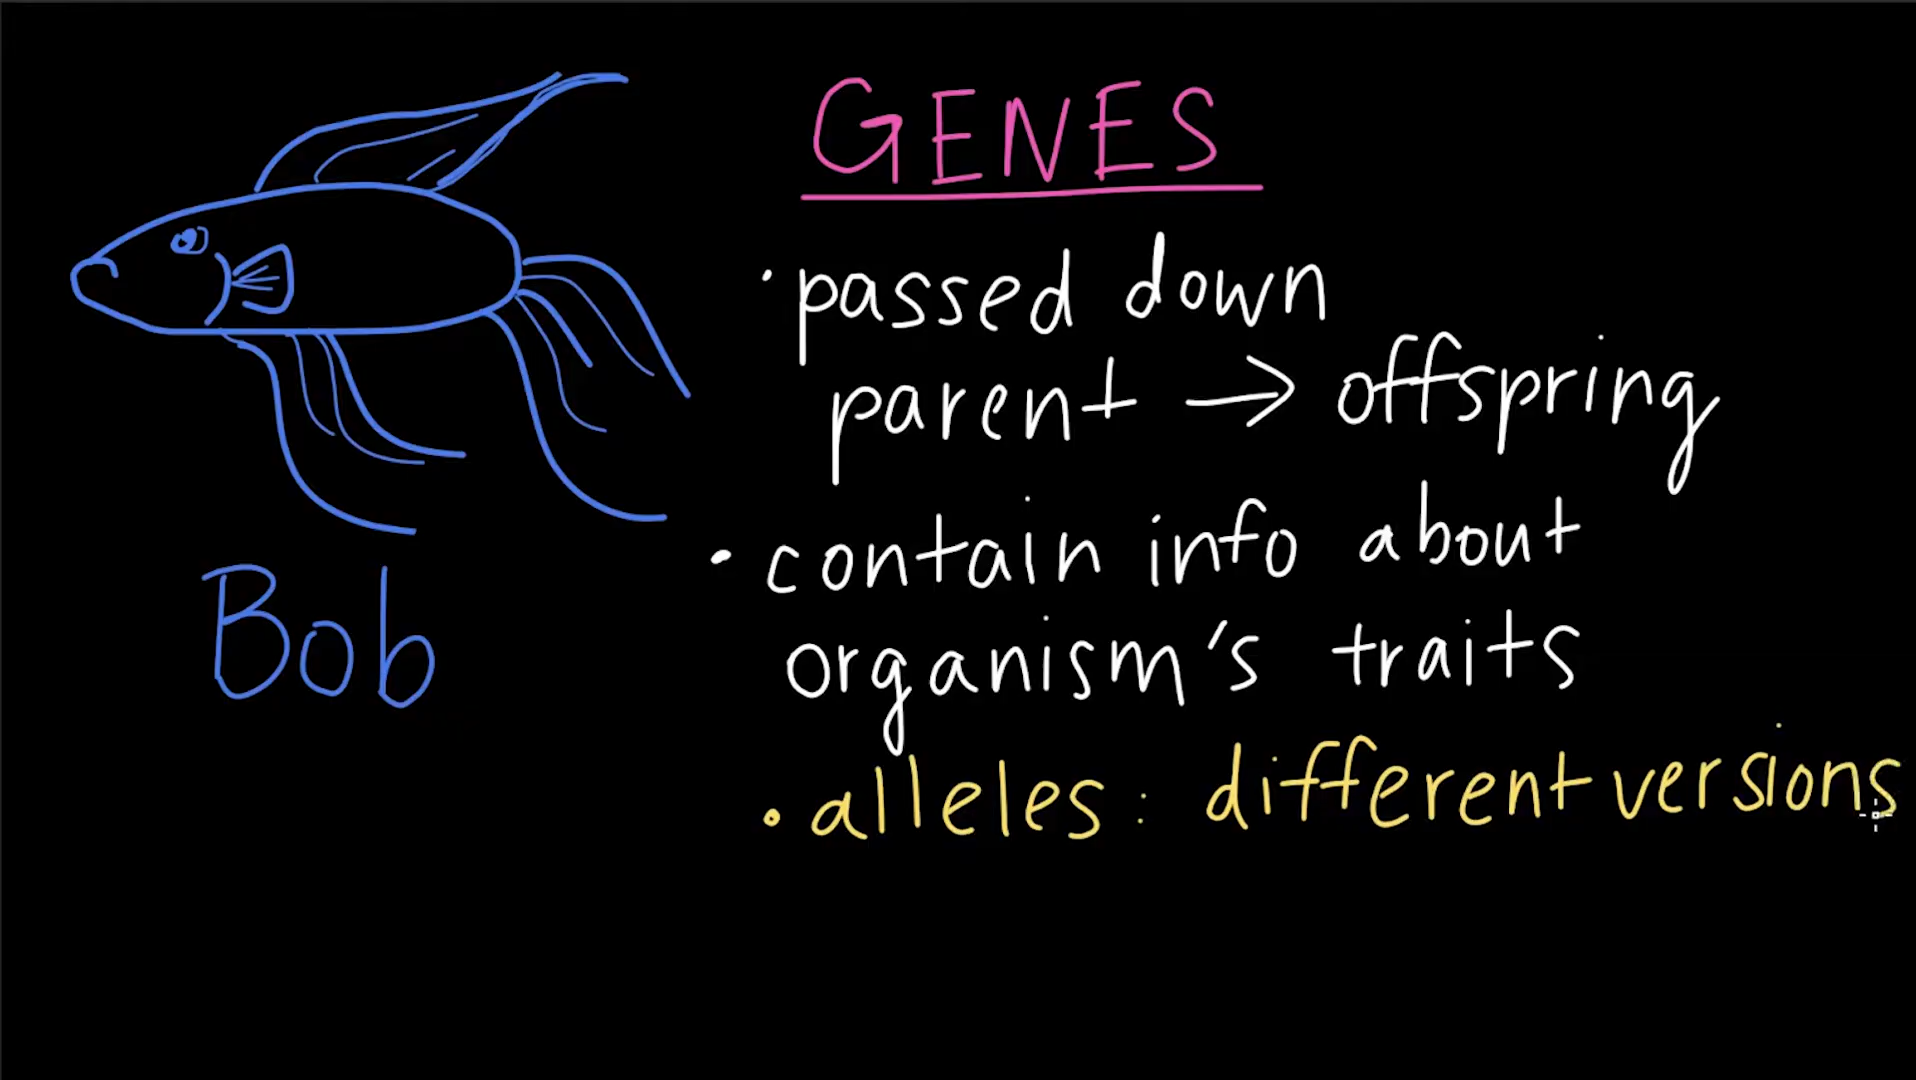 GENES
• passed down
parent → offspring
• contain info about
organism's traits
• alleles: different versions
Bob